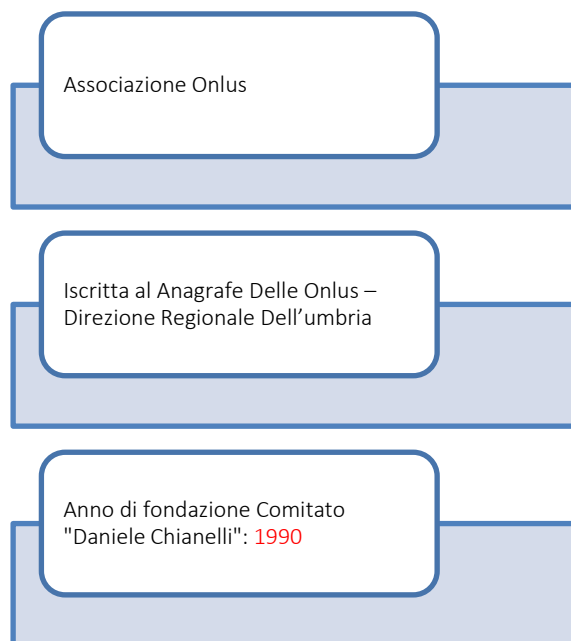 Associazione Onlus
Iscritta al Anagrafe Delle Onlus –
Direzione Regionale Dell’umbria
Anno di fondazione Comitato
"Daniele Chianelli": 1990